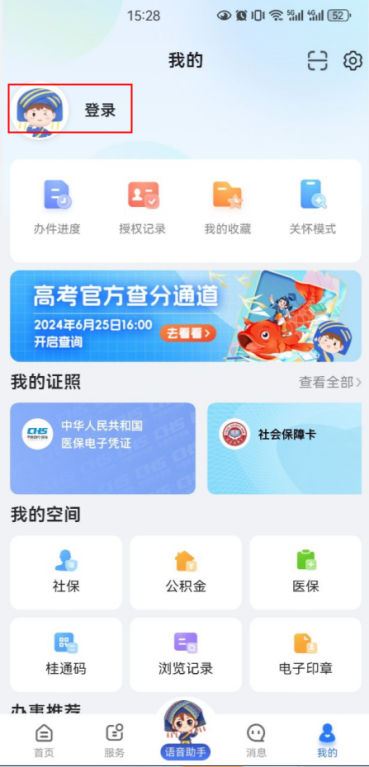 15:28
52
我的
登录
办件进度
授权记录
我的收藏
关怀模式
高考官方查分通道
2024年6月25日16:00
开启查询
去看看
我的证照
查看全部
中华人民共和国
医保电子凭证
社会保障卡
我的空间
社保
公积金
医保
桂通码
浏览记录
电子印章
办事推荐
首页
服务
语音助手
消息
我的